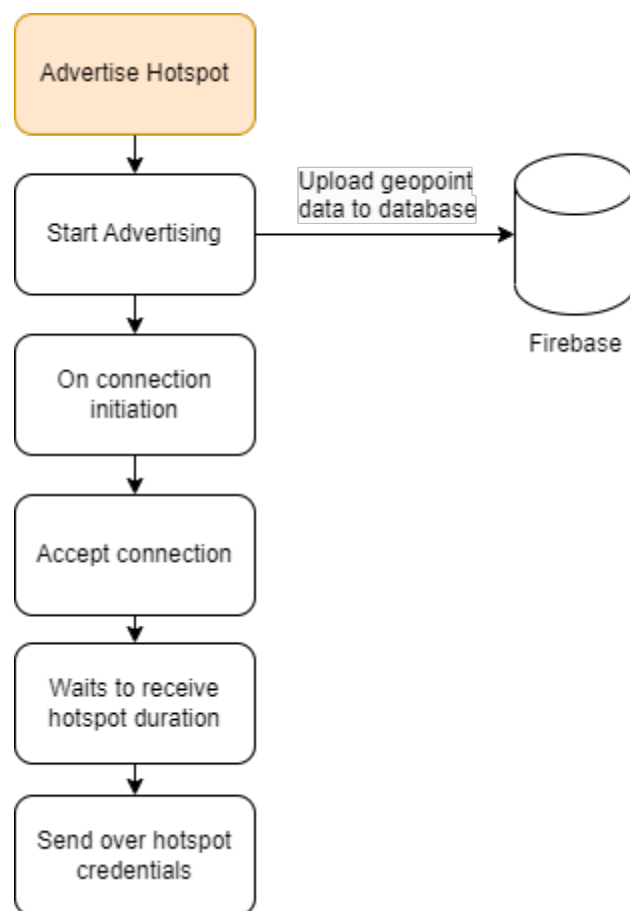 Advertise Hotspot
Start Advertising
Upload geopoint
data to database
Firebase
On connection
initiation
Accept connection
Waits to receive
hotspot duration
Send over hotspot
credentials